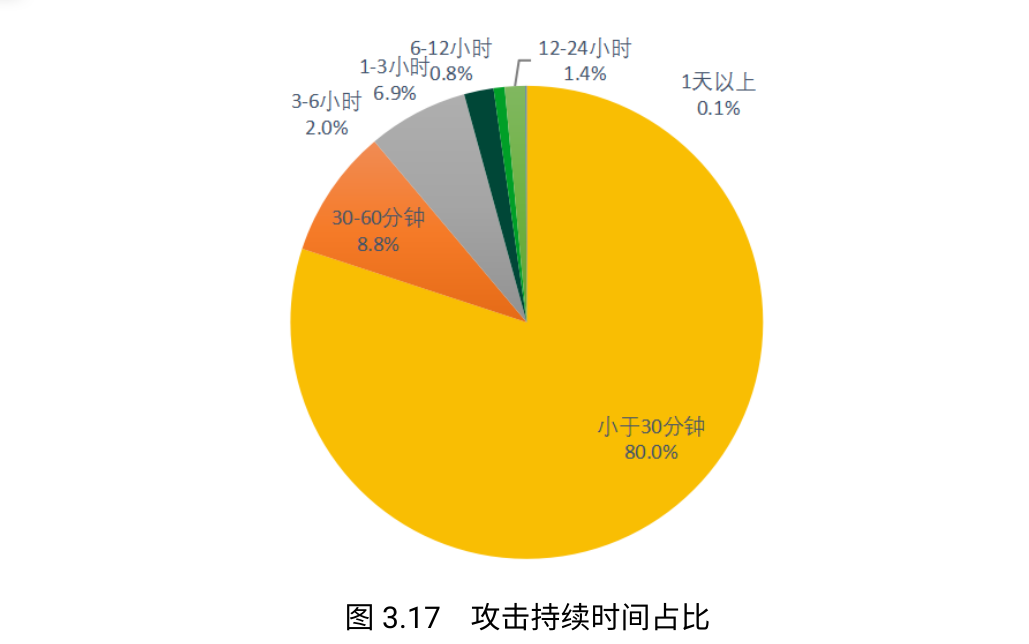 6-12小时
0.8%
12-24小时
1.4%
1-3小时
6.9%
1天以上
0.1%
3-6小时
2.0%
30-60分钟
8.8%
小于30分钟
80.0%
图 3.17 攻击持续时间占比